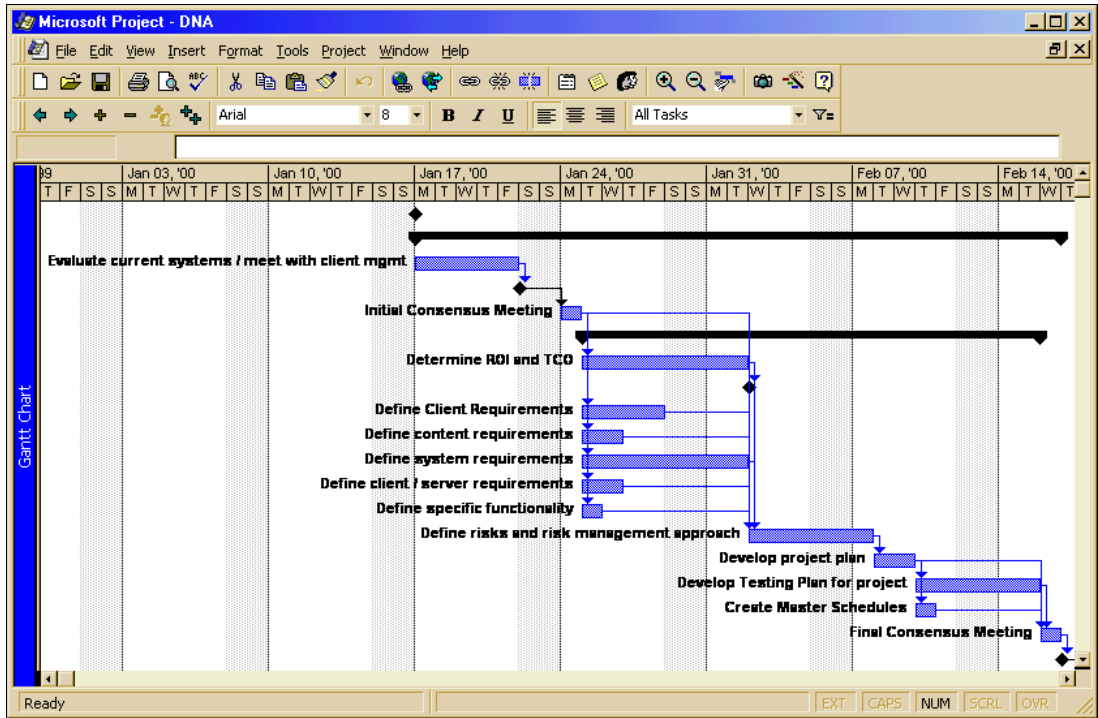 Microsoft Project - DNA
File Edit View Insert Format Tools Project Window Help
ABC
Arial 8 B I U All Tasks
99 Jan 03, '00 Jan 10, '00 Jan 17, '00 Jan 24, '00 Jan 31, '00 Feb 07, '00 Feb 14, '00
T F S S M T W T F S S M T W T F S S M T W T F S S M T W T F S S M T W T F S S M T W T F S S M T W T
Evaluate current systems / meet with client mgmt
Initial Consensus Meeting
Determine ROI and TCO
Define Client Requirements
Define content requirements
Define system requirements
Define client / server requirements
Define specific functionality
Define risks and risk management approach
Develop project plan
Develop Testing Plan for project
Create Master Schedules
Final Consensus Meeting
Gantt Chart
Ready EXT CAPS NUM SCRL OVR